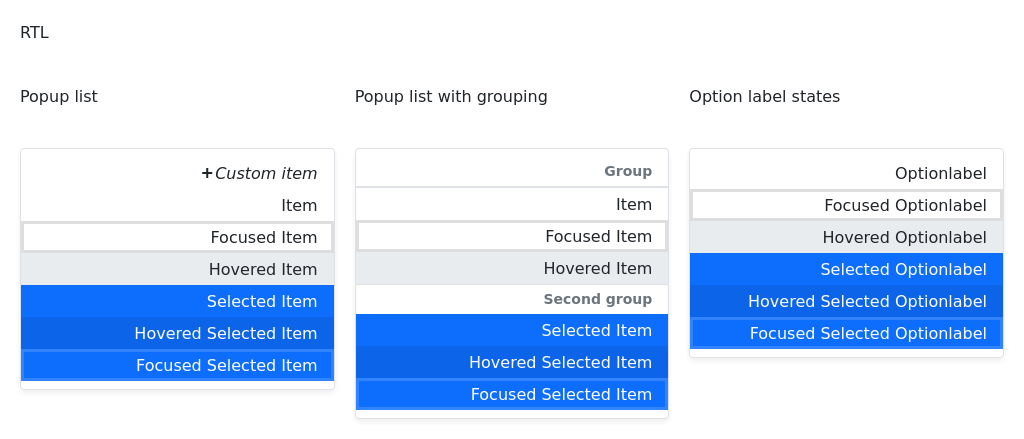 RTL
Popup list
+Custom item
Item
Focused Item
Hovered Item
Selected Item
Hovered Selected Item
Focused Selected Item
Popup list with grouping
Group
Item
Focused Item
Hovered Item
Second group
Selected Item
Hovered Selected Item
Focused Selected Item
Option label states
Optionlabel
Focused Optionlabel
Hovered Optionlabel
Selected Optionlabel
Hovered Selected Optionlabel
Focused Selected Optionlabel